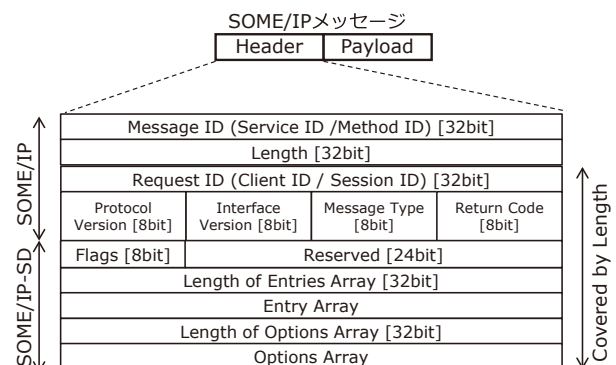 SOME/IPメッセージ
Header Payload
Message ID (Service ID /Method ID) [32bit]
Length [32bit]
Request ID (Client ID / Session ID) [32bit]
Protocol Version [8bit]
Interface Version [8bit]
Message Type [8bit]
Return Code [8bit]
Flags [8bit] Reserved [24bit]
Length of Entries Array [32bit]
Entry Array
Length of Options Array [32bit]
Options Array
SOME/IP
SOME/IP-SD
Covered by Length